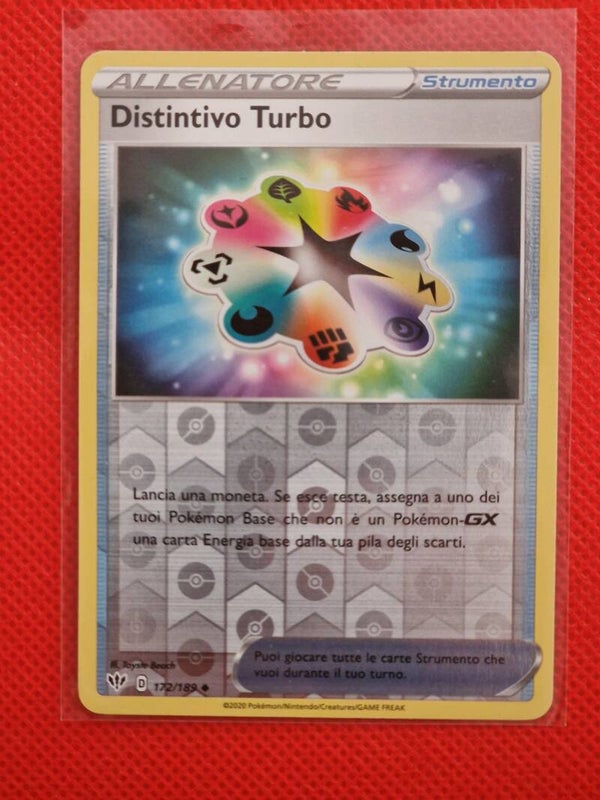 ALLENATORE Strumento
Distintivo Turbo
Lancia una moneta. Se esce testa, assegna a uno dei
tuoi Pokémon Base che non è un Pokémon-GX
una carta Energia base dalla tua pila degli scarti.
Puoi giocare tutte le carte Strumento che
vuoi durante il tuo turno.
Ill. Toyste Beach
D 172/189
©2020 Pokémon/Nintendo/Creatures/GAME FREAK